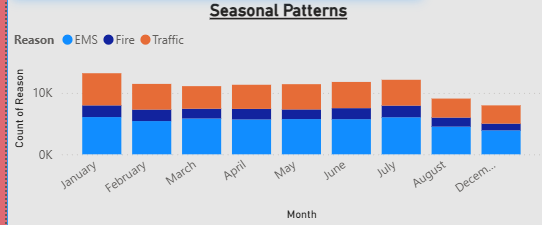 Seasonal Patterns
Reason EMS Fire Traffic
Count of Reason
10K
0K
January February March April May June July August Decem...
Month